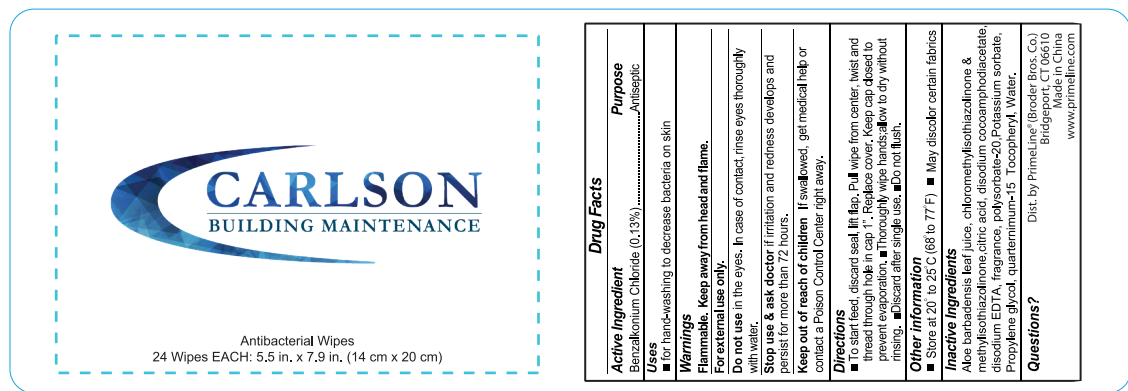 CARLSON
BUILDING MAINTENANCE
Antibacterial Wipes
24 Wipes EACH: 5.5 in. x 7.9 in. (14 cm x 20 cm)
Drug Facts
Active Ingredient Purpose
Benzalkonium Chloride (0.13%)..........................Antiseptic
Uses
■ for hand-washing to decrease bacteria on skin
Warnings
Flammable. Keep away from head and flame.
For external use only.
Do not use in the eyes. In case of contact, rinse eyes thoroughly
with water.
Stop use & ask doctor if irritation and redness develops and
persist for more than 72 hours.
Keep out of reach of children If swallowed, get medical help or
contact a Poison Control Center right away.
Directions
■ To start feed, discard seal, lift flap. Pull wipe from center, twist and
thread through hole in cap 1". Replace cover. Keep cap closed to
prevent evaporation. ■Thoroughly wipe hands;allow to dry without
rinsing. ■Discard after single use. ■Do not flush.
Other information
■ Store at 20° to 25°C (68°to 77°F) ■ May discolor certain fabrics
Inactive Ingredients
Aloe barbadensis leaf juice, chloromethylisothiazolinone &
methylisothiazolinone,citric acid, disodium cocoamphodiacetate,
disodium EDTA, fragrance, polysorbate-20,Potassium sorbate,
Propylene glycol, quarterninum-15 Tocopheryl, Water.
Questions? Dist. by PrimeLine® (Broder Bros. Co.)
Bridgeport, CT 06610
Made in China
www.primeline.com